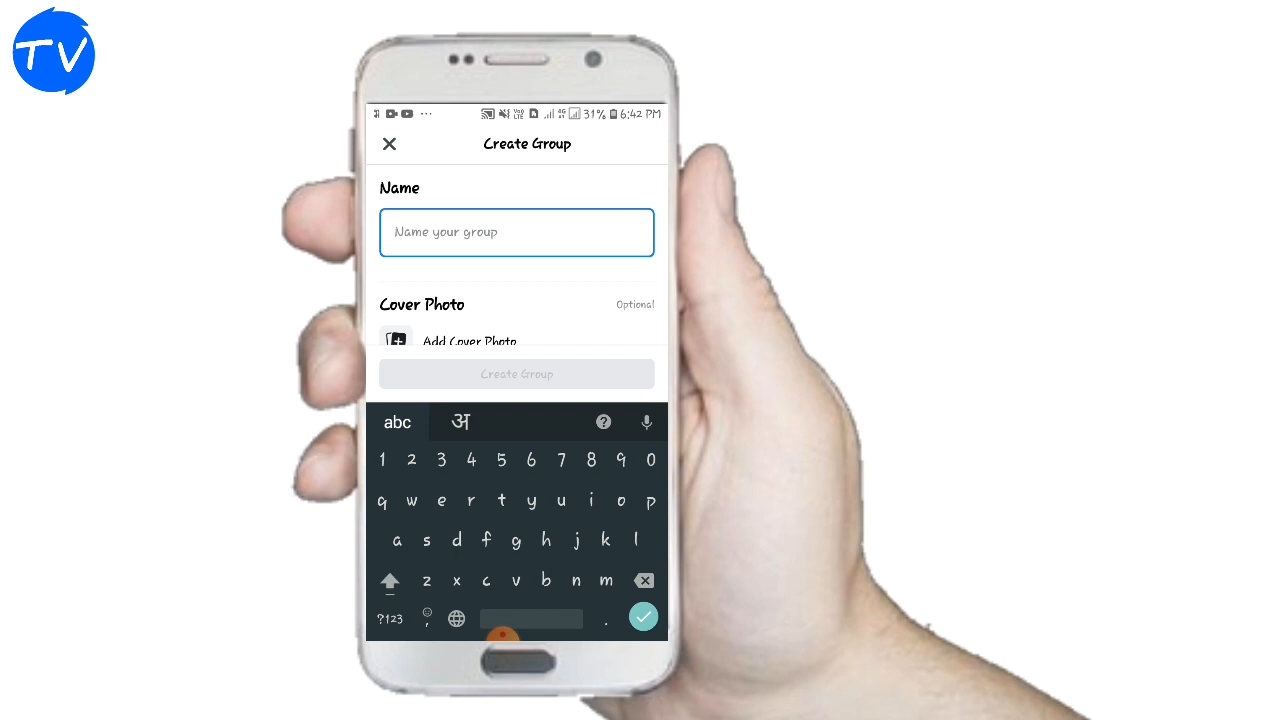 TV
31% 6:42 PM
Create Group
Name
Name your group
Cover Photo
Optional
Add Cover Photo
Create Group
abc अ
1 2 3 4 5 6 7 8 9 0
q w e r t y u i o p
a s d f g h j k l
z x c v b n m
?123 , .